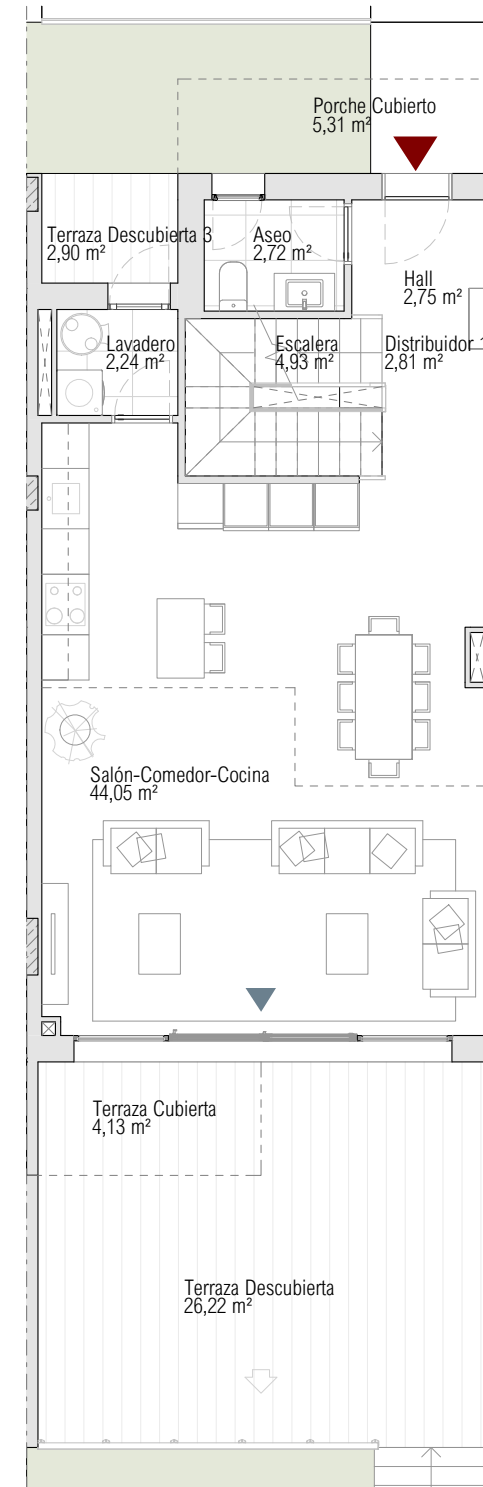 Porche Cubierto
5,31 m²
Terraza Descubierta 3
2,90 m²
Aseo
2,72 m²
Hall
2,75 m²
Lavadero
2,24 m²
Escalera
4,93 m²
Distribuidor 1
2,81 m²
Salón-Comedor-Cocina
44,05 m²
Terraza Cubierta
4,13 m²
Terraza Descubierta
26,22 m²